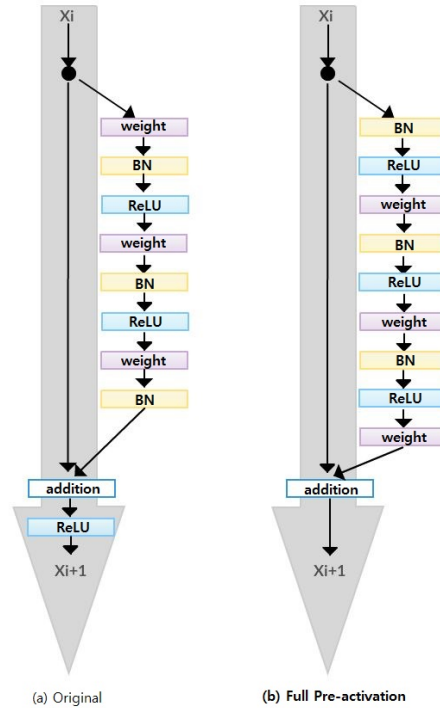 Xi
weight
BN
ReLU
weight
BN
ReLU
weight
BN
addition
ReLU
Xi+1
(a) Original
Xi
BN
ReLU
weight
BN
ReLU
weight
BN
ReLU
weight
addition
Xi+1
(b) Full Pre-activation